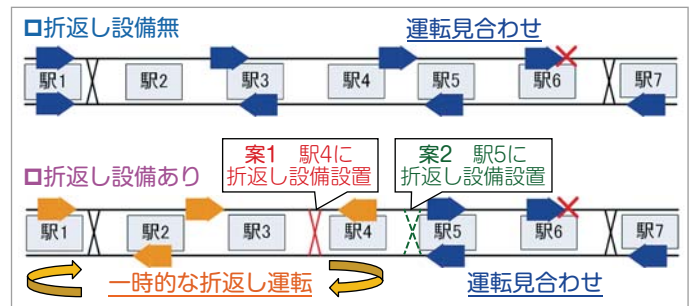 折返し設備無
運転見合わせ
駅1
駅2
駅3
駅4
駅5
駅6
駅7
案1 駅4に
折返し設備設置
案2 駅5に
折返し設備設置
折返し設備あり
駅1
駅2
駅3
駅4
駅5
駅6
駅7
一時的な折返し運転
運転見合わせ